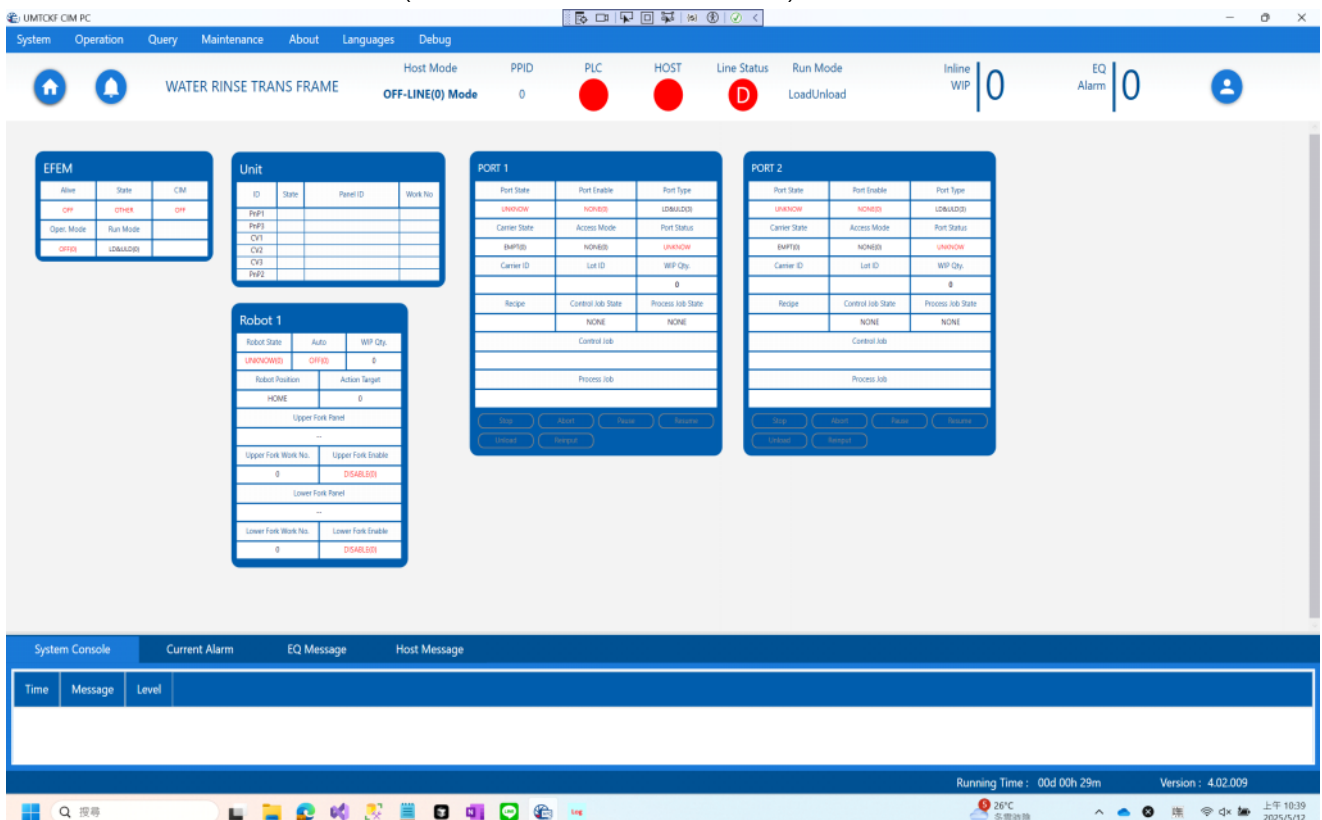 UMTCKF CIM PC
System Operation Query Maintenance About Languages Debug
WATER RINSE TRANS FRAME
Host Mode PPID PLC HOST Line Status Run Mode
OFF-LINE(0) Mode 0 D LoadUnload
Inline WIP 0
EQ Alarm 0
EFEM
Alive State CIM
OFF OTHER OFF
Oper. Mode Run Mode
OFF(0) LD&ULD(0)
Unit
ID State Panel ID Work No
PnP1
PnP3
CV1
CV2
CV3
PnP2
Robot 1
Robot State Auto WIP Qty.
UNKNOW(0) OFF(0) 0
Robot Position Action Target
HOME 0
Upper Fork Panel
--
Upper Fork Work No. Upper Fork Enable
0 DISABLE(0)
Lower Fork Panel
--
Lower Fork Work No. Lower Fork Enable
0 DISABLE(0)
PORT 1
Port State Port Enable Port Type
UNKNOW NONE(0) LD&ULD(3)
Carrier State Access Mode Port Status
EMPT(0) NONE(0) UNKNOW
Carrier ID Lot ID WIP Qty.
0
Recipe Control Job State Process Job State
NONE NONE
Control Job
Process Job
Stop Abort Pause Resume
Unload Reinput
PORT 2
Port State Port Enable Port Type
UNKNOW NONE(0) LD&ULD(3)
Carrier State Access Mode Port Status
EMPT(0) NONE(0) UNKNOW
Carrier ID Lot ID WIP Qty.
0
Recipe Control Job State Process Job State
NONE NONE
Control Job
Process Job
Stop Abort Pause Resume
Unload Reinput
System Console Current Alarm EQ Message Host Message
Time Message Level
Running Time : 00d 00h 29m Version : 4.02.009
搜尋
Log
5
26°C
上午 10:39
2025/5/12